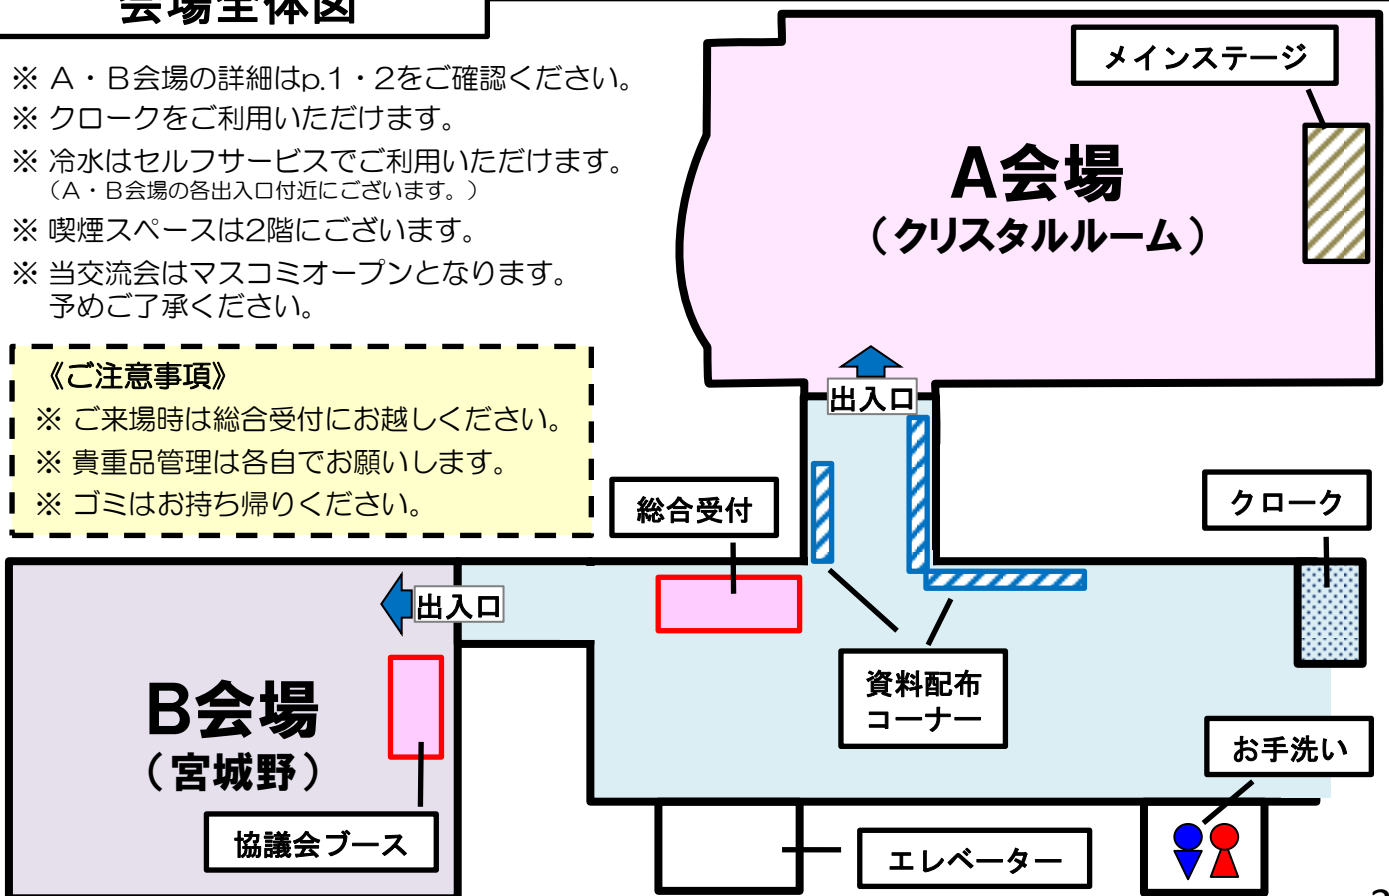 会場全体図
※ A・B会場の詳細はp.1・2をご確認ください。
※ クロークをご利用いただけます。
※ 冷水はセルフサービスでご利用いただけます。
（A・B会場の各出入口付近にございます。）
※ 喫煙スペースは2階にございます。
※ 当交流会はマスコミオープンとなります。
予めご了承ください。
《ご注意事項》
※ ご来場時は総合受付にお越しください。
※ 貴重品管理は各自でお願いします。
※ ゴミはお持ち帰りください。
メインステージ
A会場
（クリスタルルーム）
出入口
総合受付
クローク
出入口
資料配布
コーナー
B会場
（宮城野）
お手洗い
協議会ブース
エレベーター